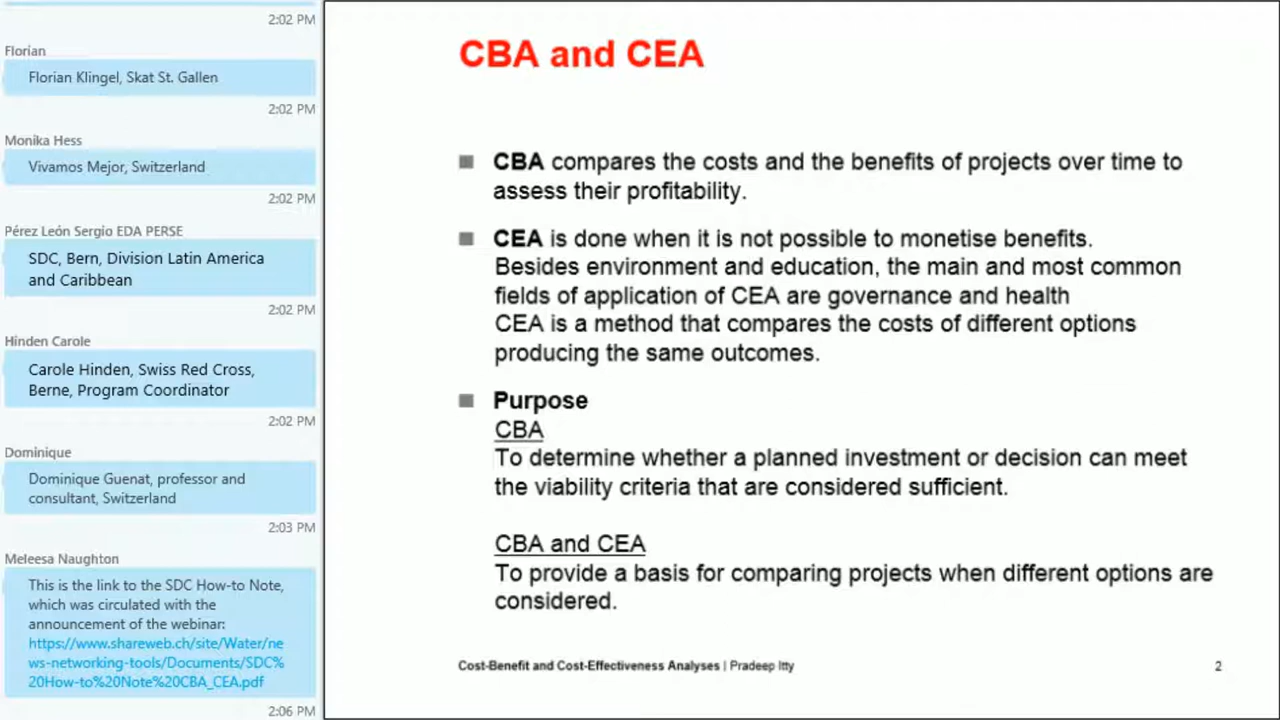 2:02 PM
Florian
Florian Klingel, Skat St. Gallen
2:02 PM
Monika Hess
Vivamos Mejor, Switzerland
2:02 PM
Pérez León Sergio EDA PERSE
SDC, Bern, Division Latin America
and Caribbean
2:02 PM
Hinden Carole
Carole Hinden, Swiss Red Cross,
Berne, Program Coordinator
2:02 PM
Dominique
Dominique Guenat, professor and
consultant, Switzerland
2:03 PM
Meleesa Naughton
This is the link to the SDC How-to Note,
which was circulated with the
announcement of the webinar:
https://www.shareweb.ch/site/Water/ne
ws-networking-tools/Documents/SDC%
20How-to%20Note%20CBA_CEA.pdf
2:06 PM
CBA and CEA
CBA compares the costs and the benefits of projects over time to
assess their profitability.
CEA is done when it is not possible to monetise benefits.
Besides environment and education, the main and most common
fields of application of CEA are governance and health
CEA is a method that compares the costs of different options
producing the same outcomes.
Purpose
CBA
To determine whether a planned investment or decision can meet
the viability criteria that are considered sufficient.
CBA and CEA
To provide a basis for comparing projects when different options are
considered.
Cost-Benefit and Cost-Effectiveness Analyses | Pradeep Itty
2